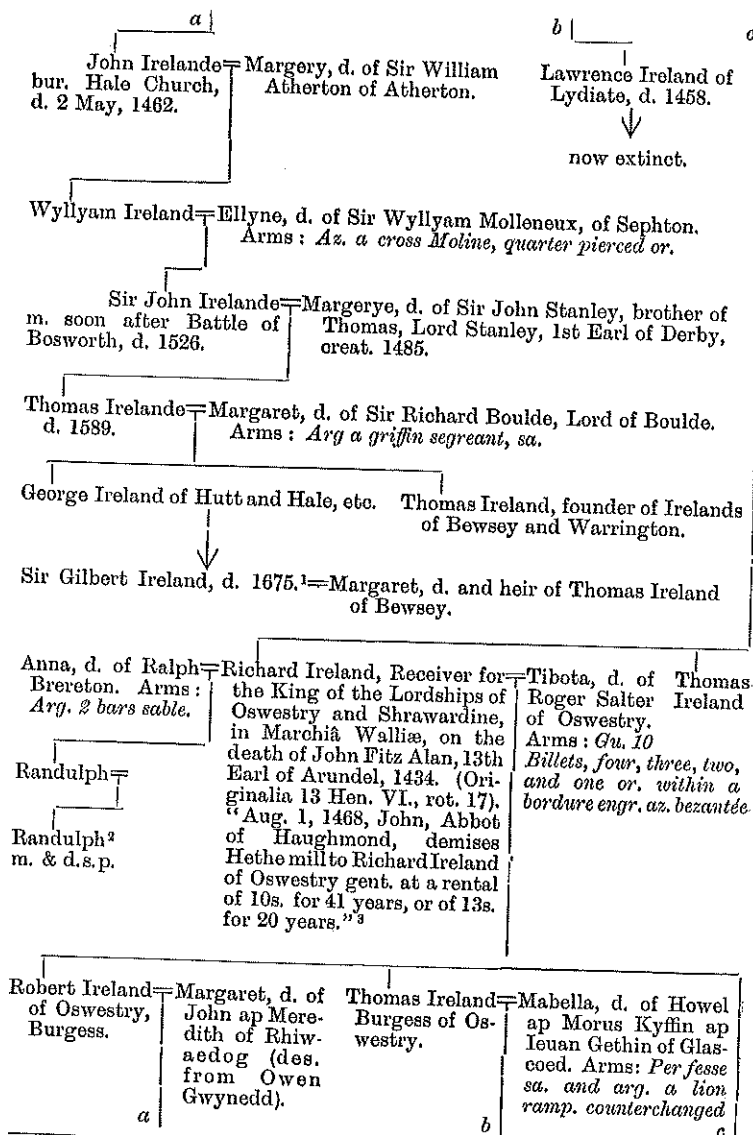 a
b
c
John Irelande
bur. Hale Church,
d. 2 May, 1462.
Margery, d. of Sir William
Atherton of Atherton.
Lawrence Ireland of
Lydiate, d. 1458.
now extinct.
Wyllyam Ireland
Ellyne, d. of Sir Wyllyam Molleneux, of Sephton.
Arms : Az. a cross Moline, quarter pierced or.
Sir John Irelande
m. soon after Battle of
Bosworth, d. 1526.
Margerye, d. of Sir John Stanley, brother of
Thomas, Lord Stanley, 1st Earl of Derby,
creat. 1485.
Thomas Irelande
d. 1589.
Margaret, d. of Sir Richard Boulde, Lord of Boulde.
Arms : Arg a griffin segreant, sa.
George Ireland of Hutt and Hale, etc.
Thomas Ireland, founder of Irelands
of Bewsey and Warrington.
Sir Gilbert Ireland, d. 1675.¹=Margaret, d. and heir of Thomas Ireland
of Bewsey.
Anna, d. of Ralph
Brereton. Arms :
Arg. 2 bars sable.
Randulph
Randulph²
m. & d.s.p.
Richard Ireland, Receiver for
the King of the Lordships of
Oswestry and Shrawardine,
in Marchiâ Walliæ, on the
death of John Fitz Alan, 13th
Earl of Arundel, 1434. (Ori-
ginalia 13 Hen. VI., rot. 17).
"Aug. 1, 1468, John, Abbot
of Haughmond, demises
Hethe mill to Richard Ireland
of Oswestry gent. at a rental
of 10s. for 41 years, or of 13s.
for 20 years."³
Tibota, d. of
Roger Salter
of Oswestry.
Arms : Gu. 10
Billets, four, three, two,
and one or. within a
bordure engr. az. bezantée
Thomas
Ireland
Robert Ireland
of Oswestry,
Burgess.
Margaret, d. of
John ap Mere-
dith of Rhiw-
aedog (des.
from Owen
Gwynedd).
Thomas Ireland
Burgess of Os-
westry.
Mabella, d. of Howel
ap Morus Kyffin ap
Ieuan Gethin of Glas-
coed. Arms: Per fesse
sa. and arg. a lion
ramp. counterchanged
a
b
c